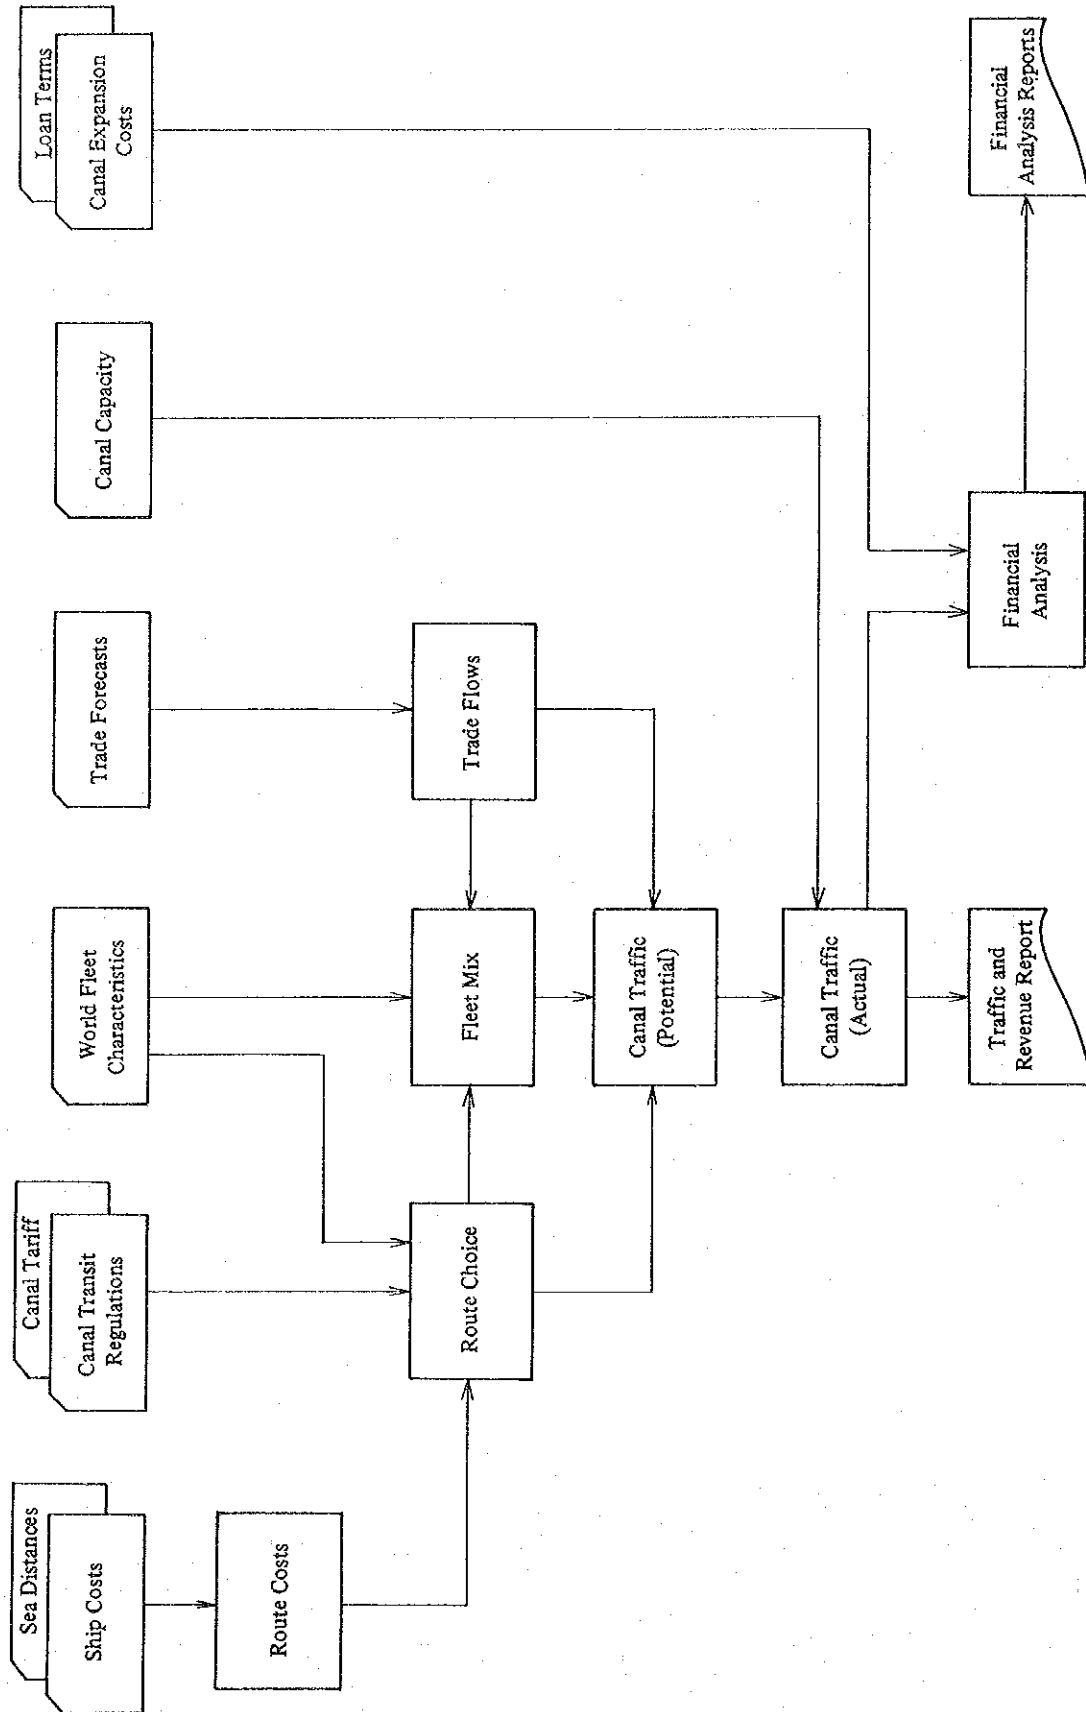 Sea Distances
Ship Costs
Canal Tariff
Canal Transit
Regulations
World Fleet
Characteristics
Trade Forecasts
Canal Capacity
Loan Terms
Canal Expansion
Costs
Route Costs
Route Choice
Fleet Mix
Trade Flows
Canal Traffic
(Potential)
Canal Traffic
(Actual)
Traffic and
Revenue Report
Financial
Analysis
Financial
Analysis Reports